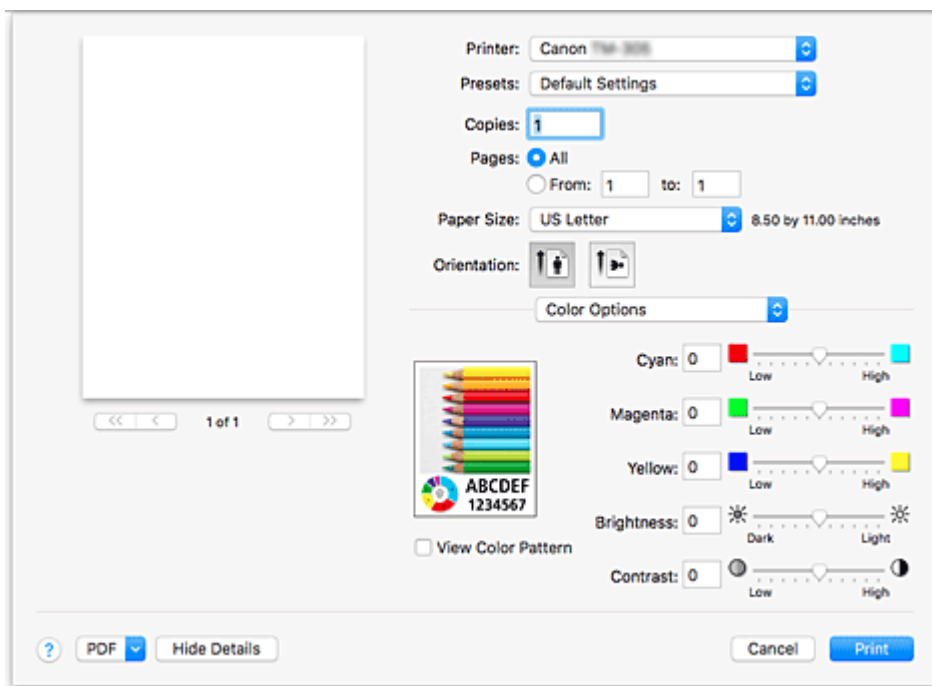 Printer: Canon
Presets: Default Settings
Copies: 1
Pages: All
From: 1 to: 1
Paper Size: US Letter 8.50 by 11.00 inches
Orientation:
Color Options
1 of 1
Cyan: 0
Low High
Magenta: 0
Low High
Yellow: 0
Low High
Brightness: 0
Dark Light
Contrast: 0
Low High
ABCDEF
1234567
View Color Pattern
? PDF Hide Details Cancel Print